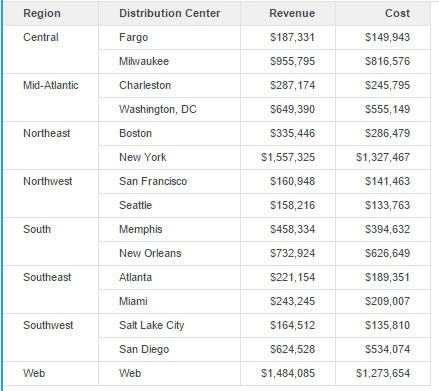 Region Distribution Center Revenue Cost
Central Fargo $187,331 $149,943
Milwaukee $955,795 $816,576
Mid-Atlantic Charleston $287,174 $245,795
Washington, DC $649,390 $555,149
Northeast Boston $335,446 $286,479
New York $1,557,325 $1,327,467
Northwest San Francisco $160,948 $141,463
Seattle $158,216 $133,763
South Memphis $458,334 $394,632
New Orleans $732,924 $626,649
Southeast Atlanta $221,154 $189,351
Miami $243,245 $209,007
Southwest Salt Lake City $164,512 $135,810
San Diego $624,528 $534,074
Web Web $1,484,085 $1,273,654